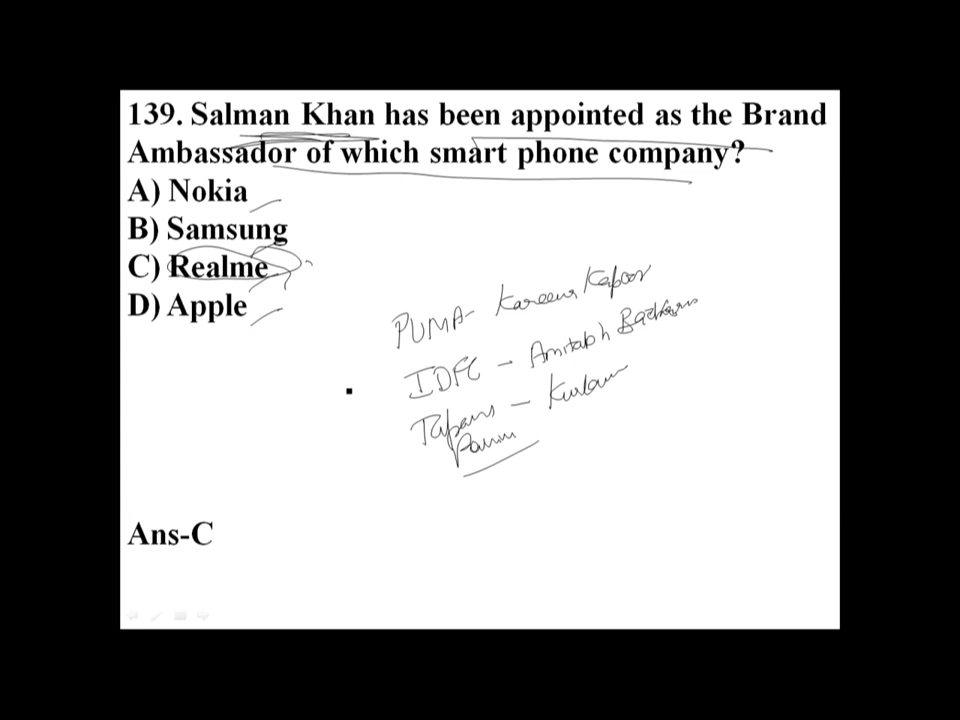 139. Salman Khan has been appointed as the Brand
Ambassador of which smart phone company?
A) Nokia
B) Samsung
C) Realme
D) Apple
PUMA- Kareena Kapoor
IDFC - Amitabh Bachan
Ans-C